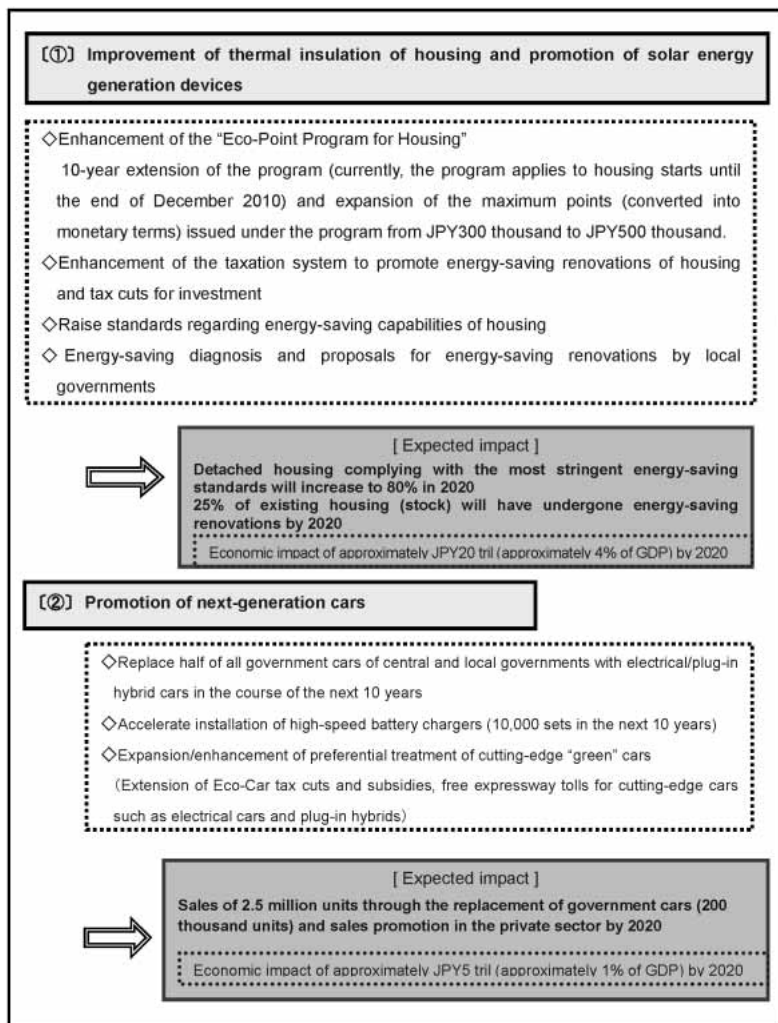 〔①〕 Improvement of thermal insulation of housing and promotion of solar energy
generation devices
◇Enhancement of the “Eco-Point Program for Housing”
10-year extension of the program (currently, the program applies to housing starts until
the end of December 2010) and expansion of the maximum points (converted into
monetary terms) issued under the program from JPY300 thousand to JPY500 thousand.
◇Enhancement of the taxation system to promote energy-saving renovations of housing
and tax cuts for investment
◇Raise standards regarding energy-saving capabilities of housing
◇ Energy-saving diagnosis and proposals for energy-saving renovations by local
governments
[ Expected impact ]
Detached housing complying with the most stringent energy-saving
standards will increase to 80% in 2020
25% of existing housing (stock) will have undergone energy-saving
renovations by 2020
Economic impact of approximately JPY20 tril (approximately 4% of GDP) by 2020
〔②〕 Promotion of next-generation cars
◇Replace half of all government cars of central and local governments with electrical/plug-in
hybrid cars in the course of the next 10 years
◇Accelerate installation of high-speed battery chargers (10,000 sets in the next 10 years)
◇Expansion/enhancement of preferential treatment of cutting-edge “green” cars
（Extension of Eco-Car tax cuts and subsidies, free expressway tolls for cutting-edge cars
such as electrical cars and plug-in hybrids）
[ Expected impact ]
Sales of 2.5 million units through the replacement of government cars (200
thousand units) and sales promotion in the private sector by 2020
Economic impact of approximately JPY5 tril (approximately 1% of GDP) by 2020